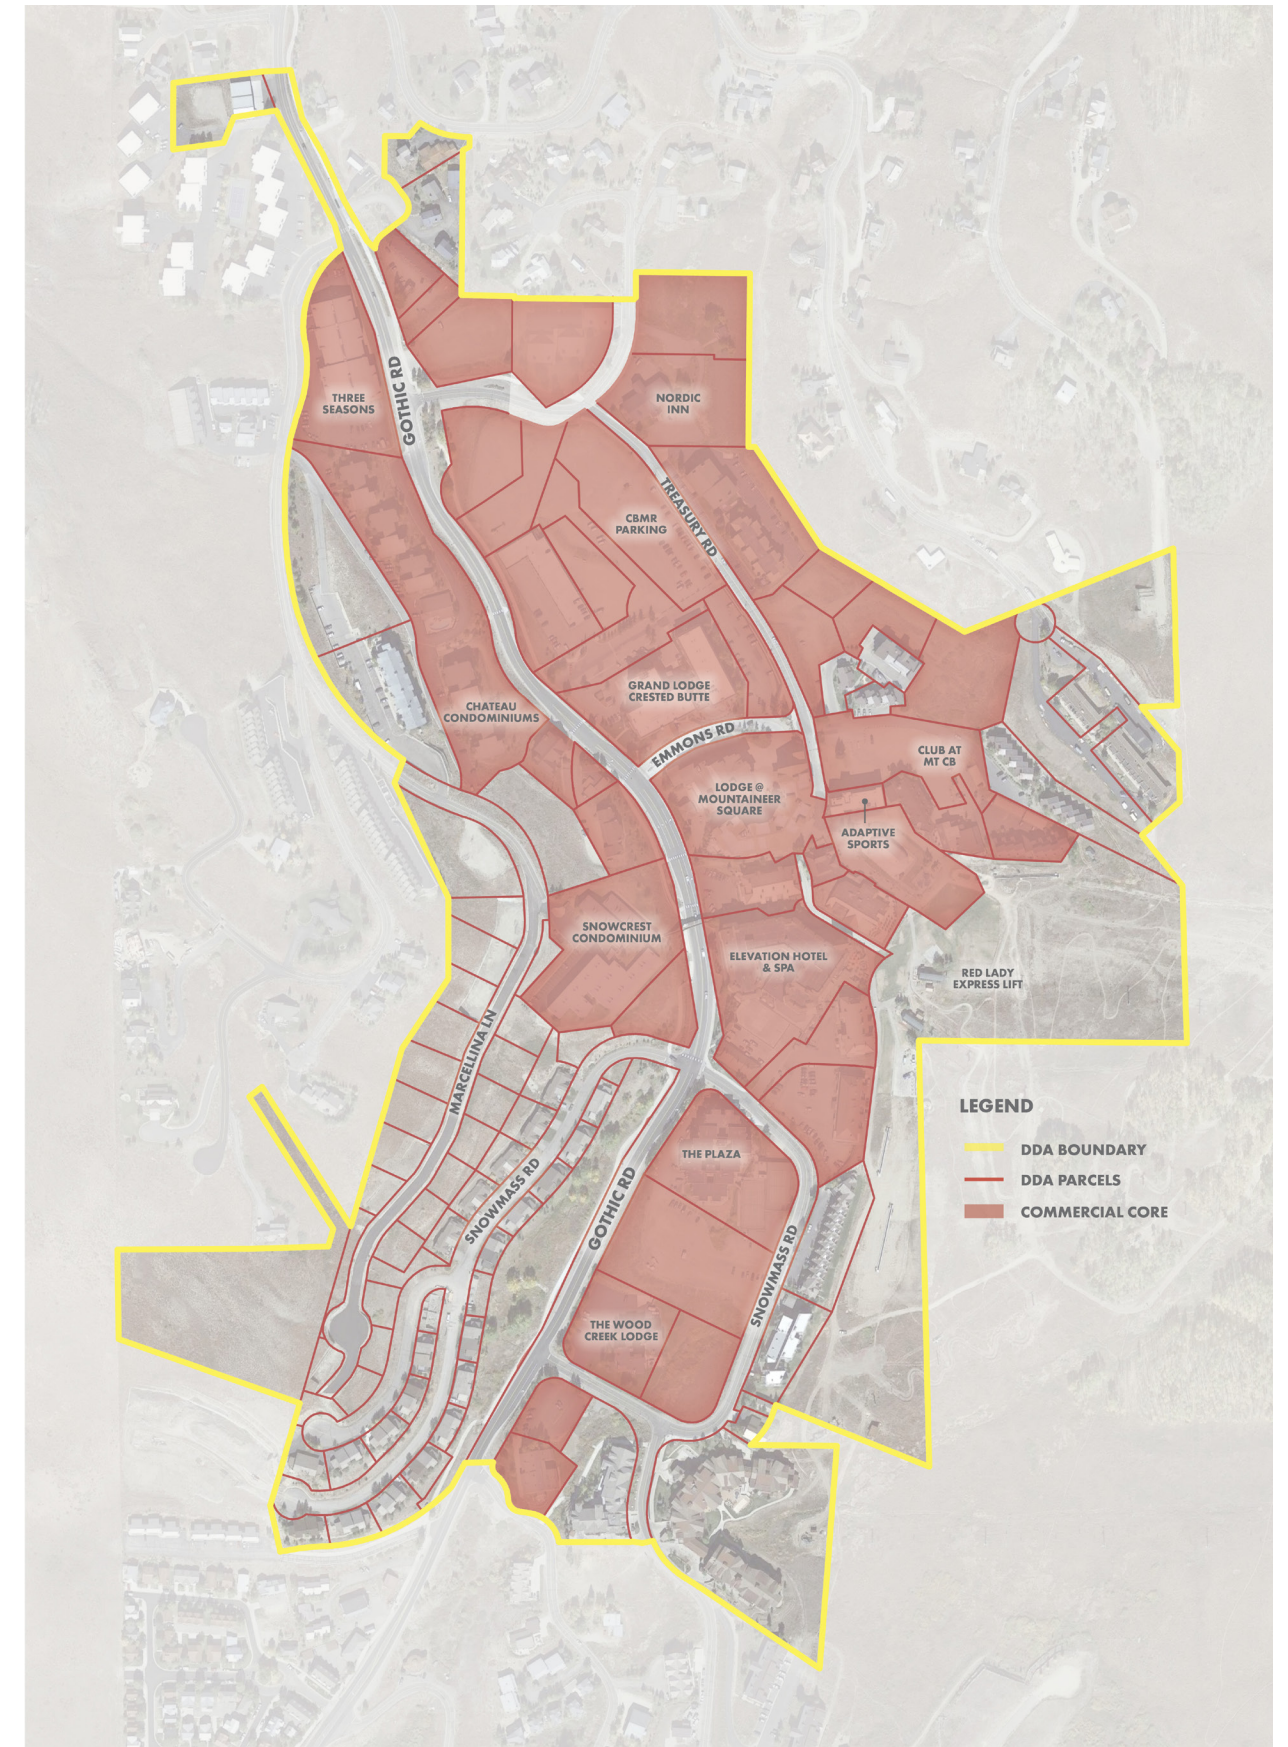 GOTHIC RD
THREE
SEASONS
NORDIC
INN
TREASURY RD
CBMR
PARKING
GRAND LODGE
CRESTED BUTTE
CHATEAU
CONDOMINIUMS
EMMONS RD
CLUB AT
MT CB
LODGE @
MOUNTAINEER
SQUARE
ADAPTIVE
SPORTS
SNOWCREST
CONDOMINIUM
ELEVATION HOTEL
& SPA
RED LADY
EXPRESS LIFT
MARCELLINA LN
LEGEND
DDA BOUNDARY
DDA PARCELS
COMMERCIAL CORE
THE PLAZA
SNOWMASS RD
GOTHIC RD
SNOWMASS RD
THE WOOD
CREEK LODGE